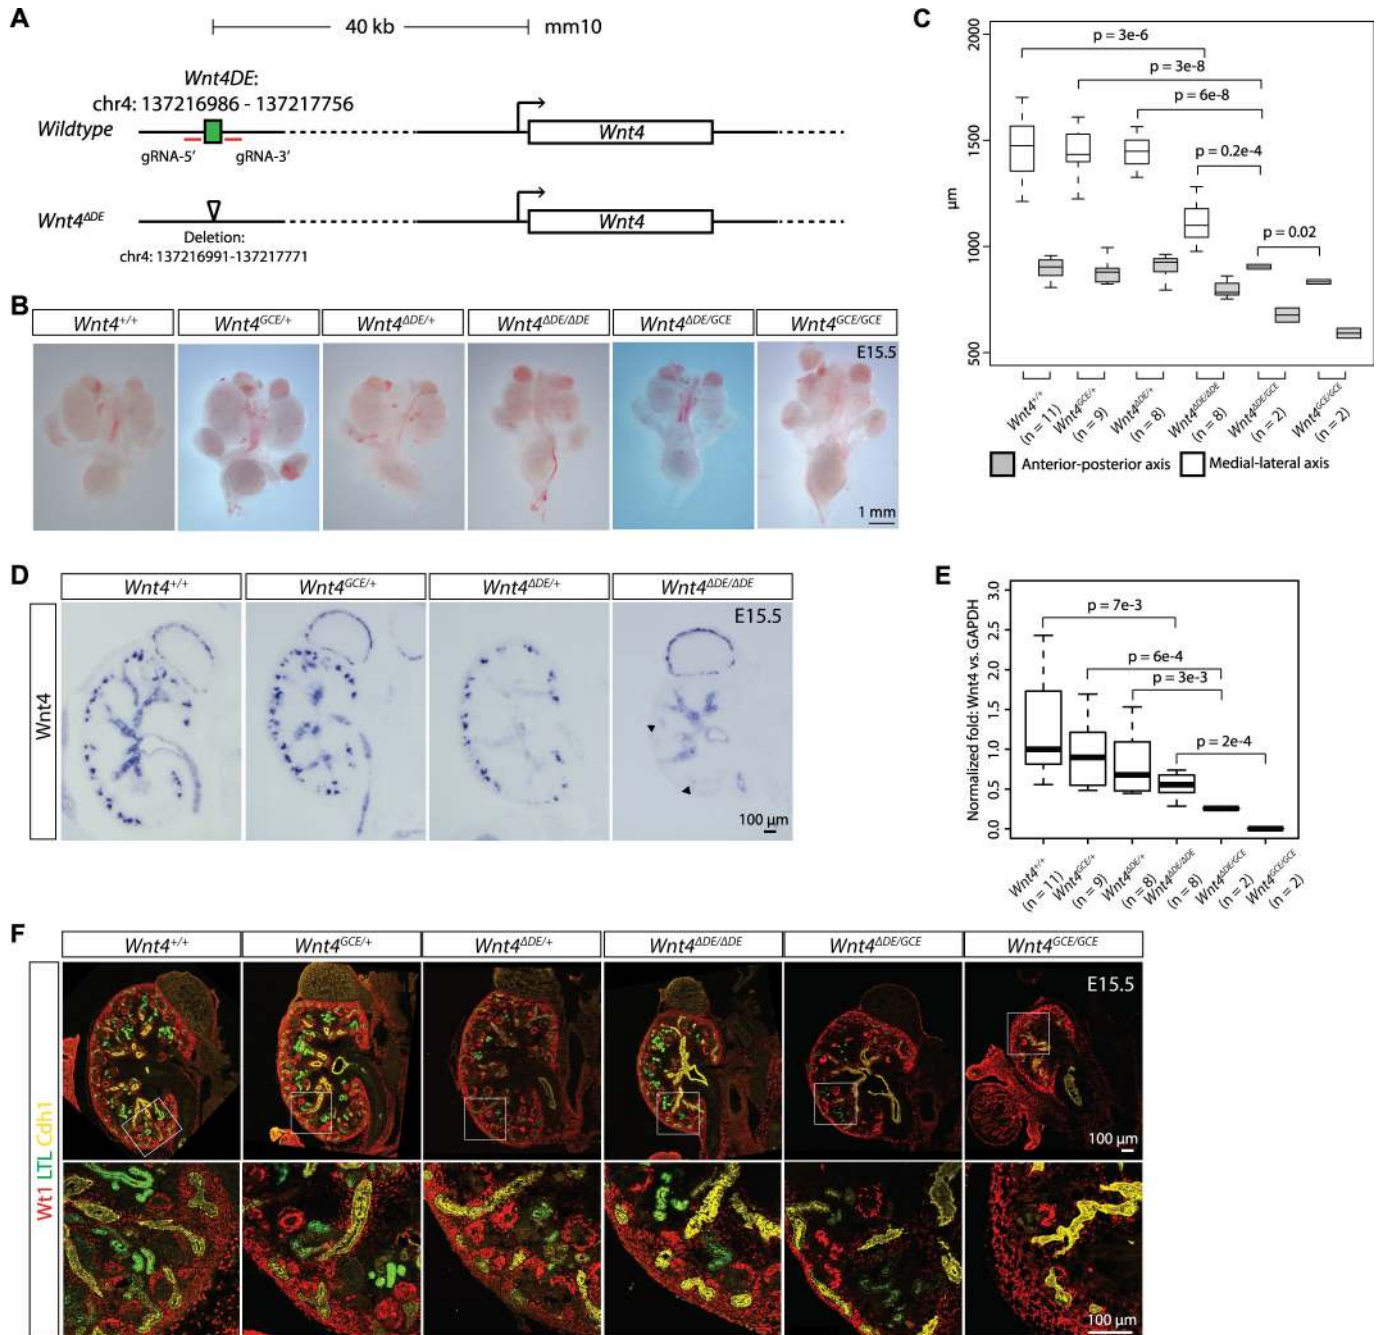 A
40 kb
mm10
Wnt4DE:
chr4: 137216986 - 137217756
Wildtype
Wnt4
gRNA-5′
gRNA-3′
Wnt4ΔDE
Wnt4
Deletion:
chr4: 137216991-137217771
B
Wnt4+/+
Wnt4GCE/+
Wnt4ΔDE/+
Wnt4ΔDE/ΔDE
Wnt4ΔDE/GCE
Wnt4GCE/GCE
E15.5
1 mm
C
2000
1500
1000
500
µm
p = 3e-6
p = 3e-8
p = 6e-8
p = 0.2e-4
p = 0.02
Wnt4+/+
(n = 11)
Wnt4GCE/+
(n = 9)
Wnt4ΔDE/+
(n = 8)
Wnt4ΔDE/ΔDE
(n = 8)
Wnt4ΔDE/GCE
(n = 2)
Wnt4GCE/GCE
(n = 2)
Anterior-posterior axis
Medial-lateral axis
D
Wnt4+/+
Wnt4GCE/+
Wnt4ΔDE/+
Wnt4ΔDE/ΔDE
Wnt4
E15.5
100 µm
E
Normalized fold: Wnt4 vs. GAPDH
3.0
2.5
2.0
1.5
1.0
0.5
0.0
p = 7e-3
p = 6e-4
p = 3e-3
p = 2e-4
Wnt4+/+
(n = 11)
Wnt4GCE/+
(n = 9)
Wnt4ΔDE/+
(n = 8)
Wnt4ΔDE/ΔDE
(n = 8)
Wnt4ΔDE/GCE
(n = 2)
Wnt4GCE/GCE
(n = 2)
F
Wnt4+/+
Wnt4GCE/+
Wnt4ΔDE/+
Wnt4ΔDE/ΔDE
Wnt4ΔDE/GCE
Wnt4GCE/GCE
Wt1 LTL Cdh1
E15.5
100 µm
100 µm